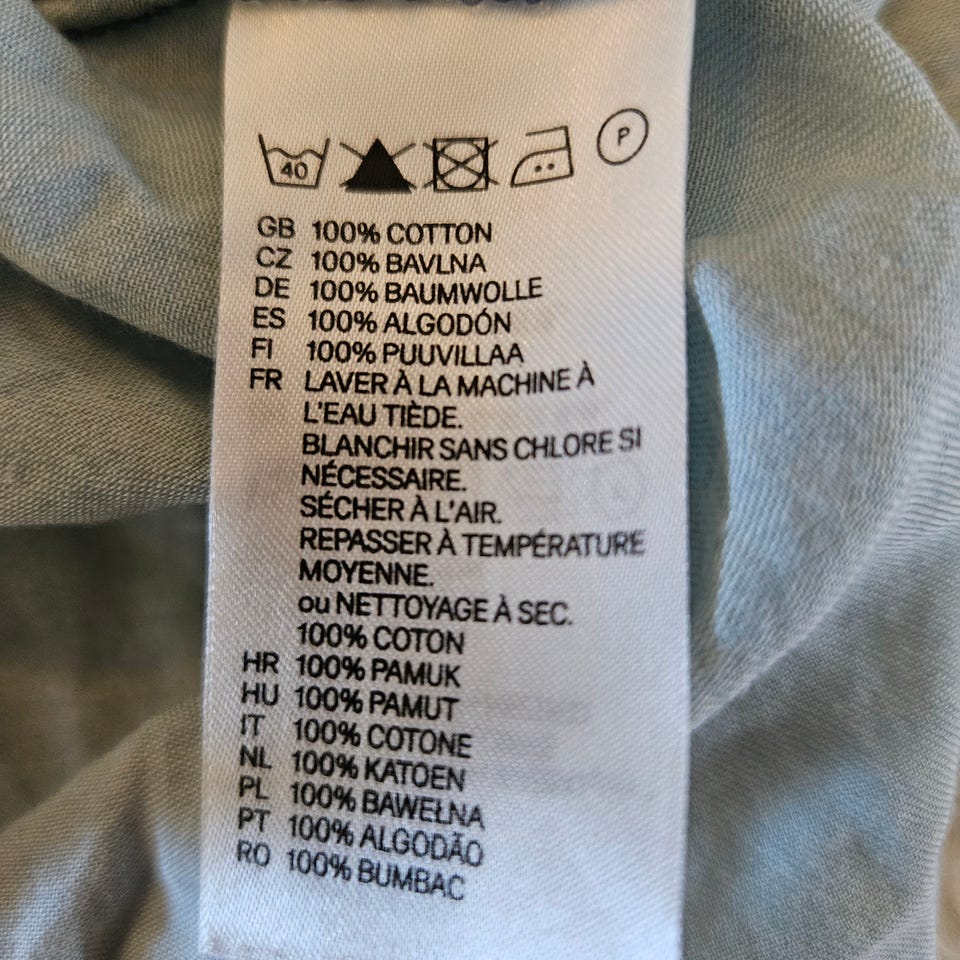 40 P
GB 100% COTTON
CZ 100% BAVLNA
DE 100% BAUMWOLLE
ES 100% ALGODÓN
FI 100% PUUVILLAA
FR LAVER À LA MACHINE À
L'EAU TIÈDE.
BLANCHIR SANS CHLORE SI
NÉCESSAIRE.
SÉCHER À L'AIR.
REPASSER À TEMPÉRATURE
MOYENNE.
ou NETTOYAGE À SEC.
100% COTON
HR 100% PAMUK
HU 100% PAMUT
IT 100% COTONE
NL 100% KATOEN
PL 100% BAWEŁNA
PT 100% ALGODÃO
RO 100% BUMBAC